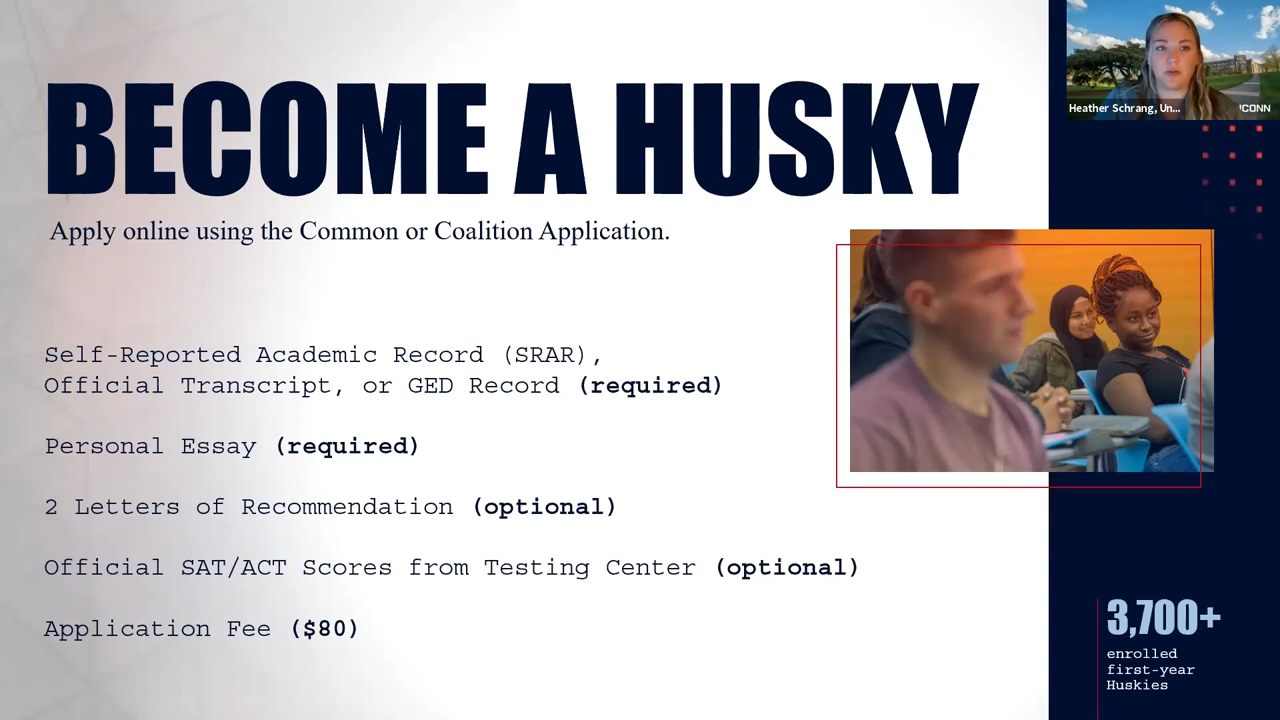 BECOME A HUSKY
Apply online using the Common or Coalition Application.
Self-Reported Academic Record (SRAR),
Official Transcript, or GED Record (required)
Personal Essay (required)
2 Letters of Recommendation (optional)
Official SAT/ACT Scores from Testing Center (optional)
Application Fee ($80)
Heather Schrang, Un...
UCONN
3,700+
enrolled
first-year
Huskies